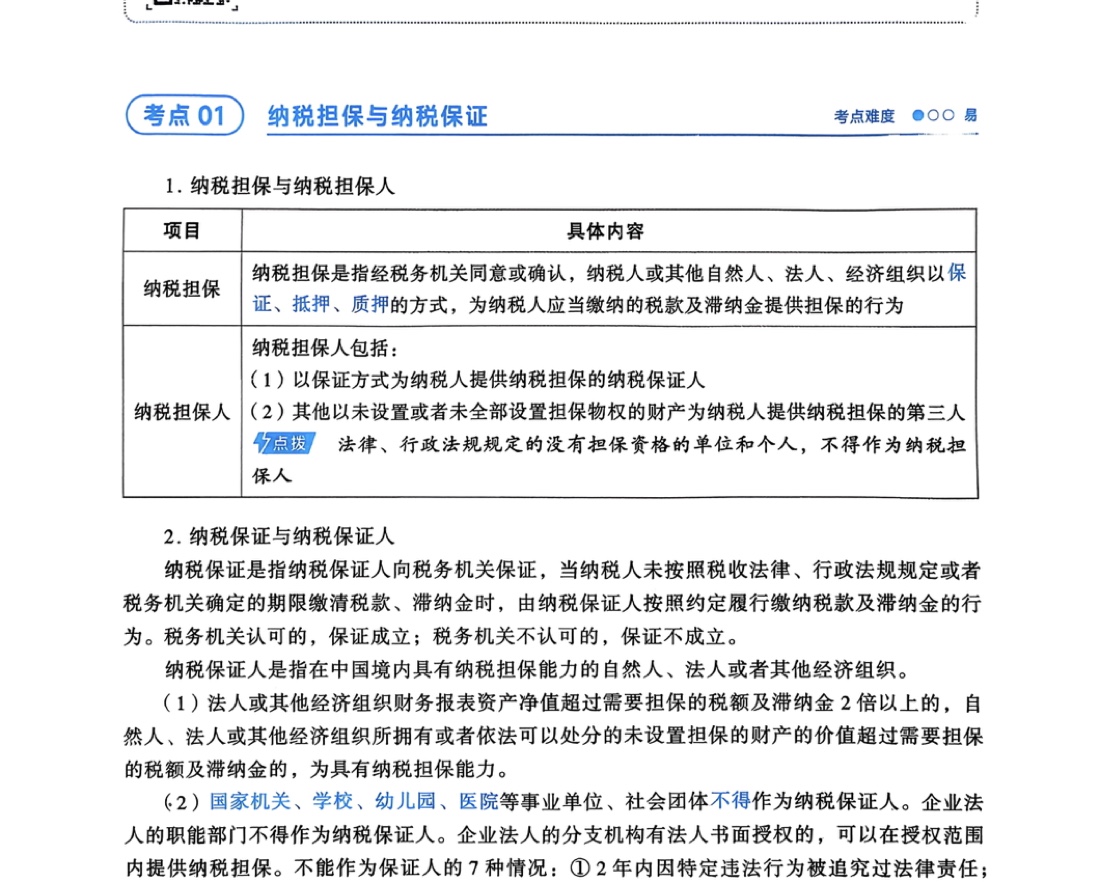 考点 01 纳税担保与纳税保证 考点难度 易
1. 纳税担保与纳税担保人
项目 具体内容
纳税担保 纳税担保是指经税务机关同意或确认，纳税人或其他自然人、法人、经济组织以保
证、抵押、质押的方式，为纳税人应当缴纳的税款及滞纳金提供担保的行为
纳税担保人 纳税担保人包括：
（1）以保证方式为纳税人提供纳税担保的纳税保证人
（2）其他以未设置或者未全部设置担保物权的财产为纳税人提供纳税担保的第三人
点拨 法律、行政法规规定的没有担保资格的单位和个人，不得作为纳税担
保人
2. 纳税保证与纳税保证人
纳税保证是指纳税保证人向税务机关保证，当纳税人未按照税收法律、行政法规规定或者
税务机关确定的期限缴清税款、滞纳金时，由纳税保证人按照约定履行缴纳税款及滞纳金的行
为。税务机关认可的，保证成立；税务机关不认可的，保证不成立。
纳税保证人是指在中国境内具有纳税担保能力的自然人、法人或者其他经济组织。
（1）法人或其他经济组织财务报表资产净值超过需要担保的税额及滞纳金 2 倍以上的，自
然人、法人或其他经济组织所拥有或者依法可以处分的未设置担保的财产的价值超过需要担保
的税额及滞纳金的，为具有纳税担保能力。
（2）国家机关、学校、幼儿园、医院等事业单位、社会团体不得作为纳税保证人。企业法
人的职能部门不得作为纳税保证人。企业法人的分支机构有法人书面授权的，可以在授权范围
内提供纳税担保。不能作为保证人的 7 种情况：① 2 年内因特定违法行为被追究过法律责任；